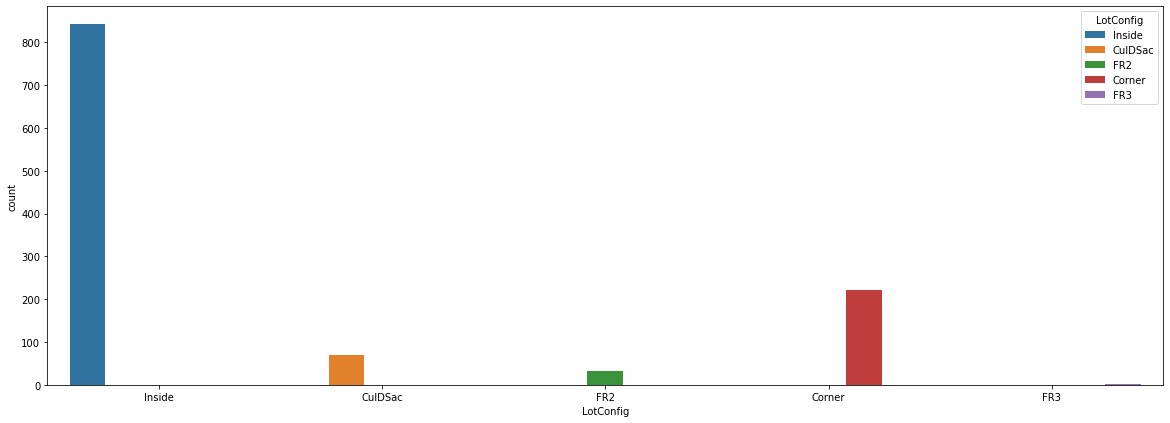 800
700
600
500
400
300
200
100
0
count
Inside
CulDSac
FR2
Corner
FR3
LotConfig
LotConfig
Inside
CulDSac
FR2
Corner
FR3